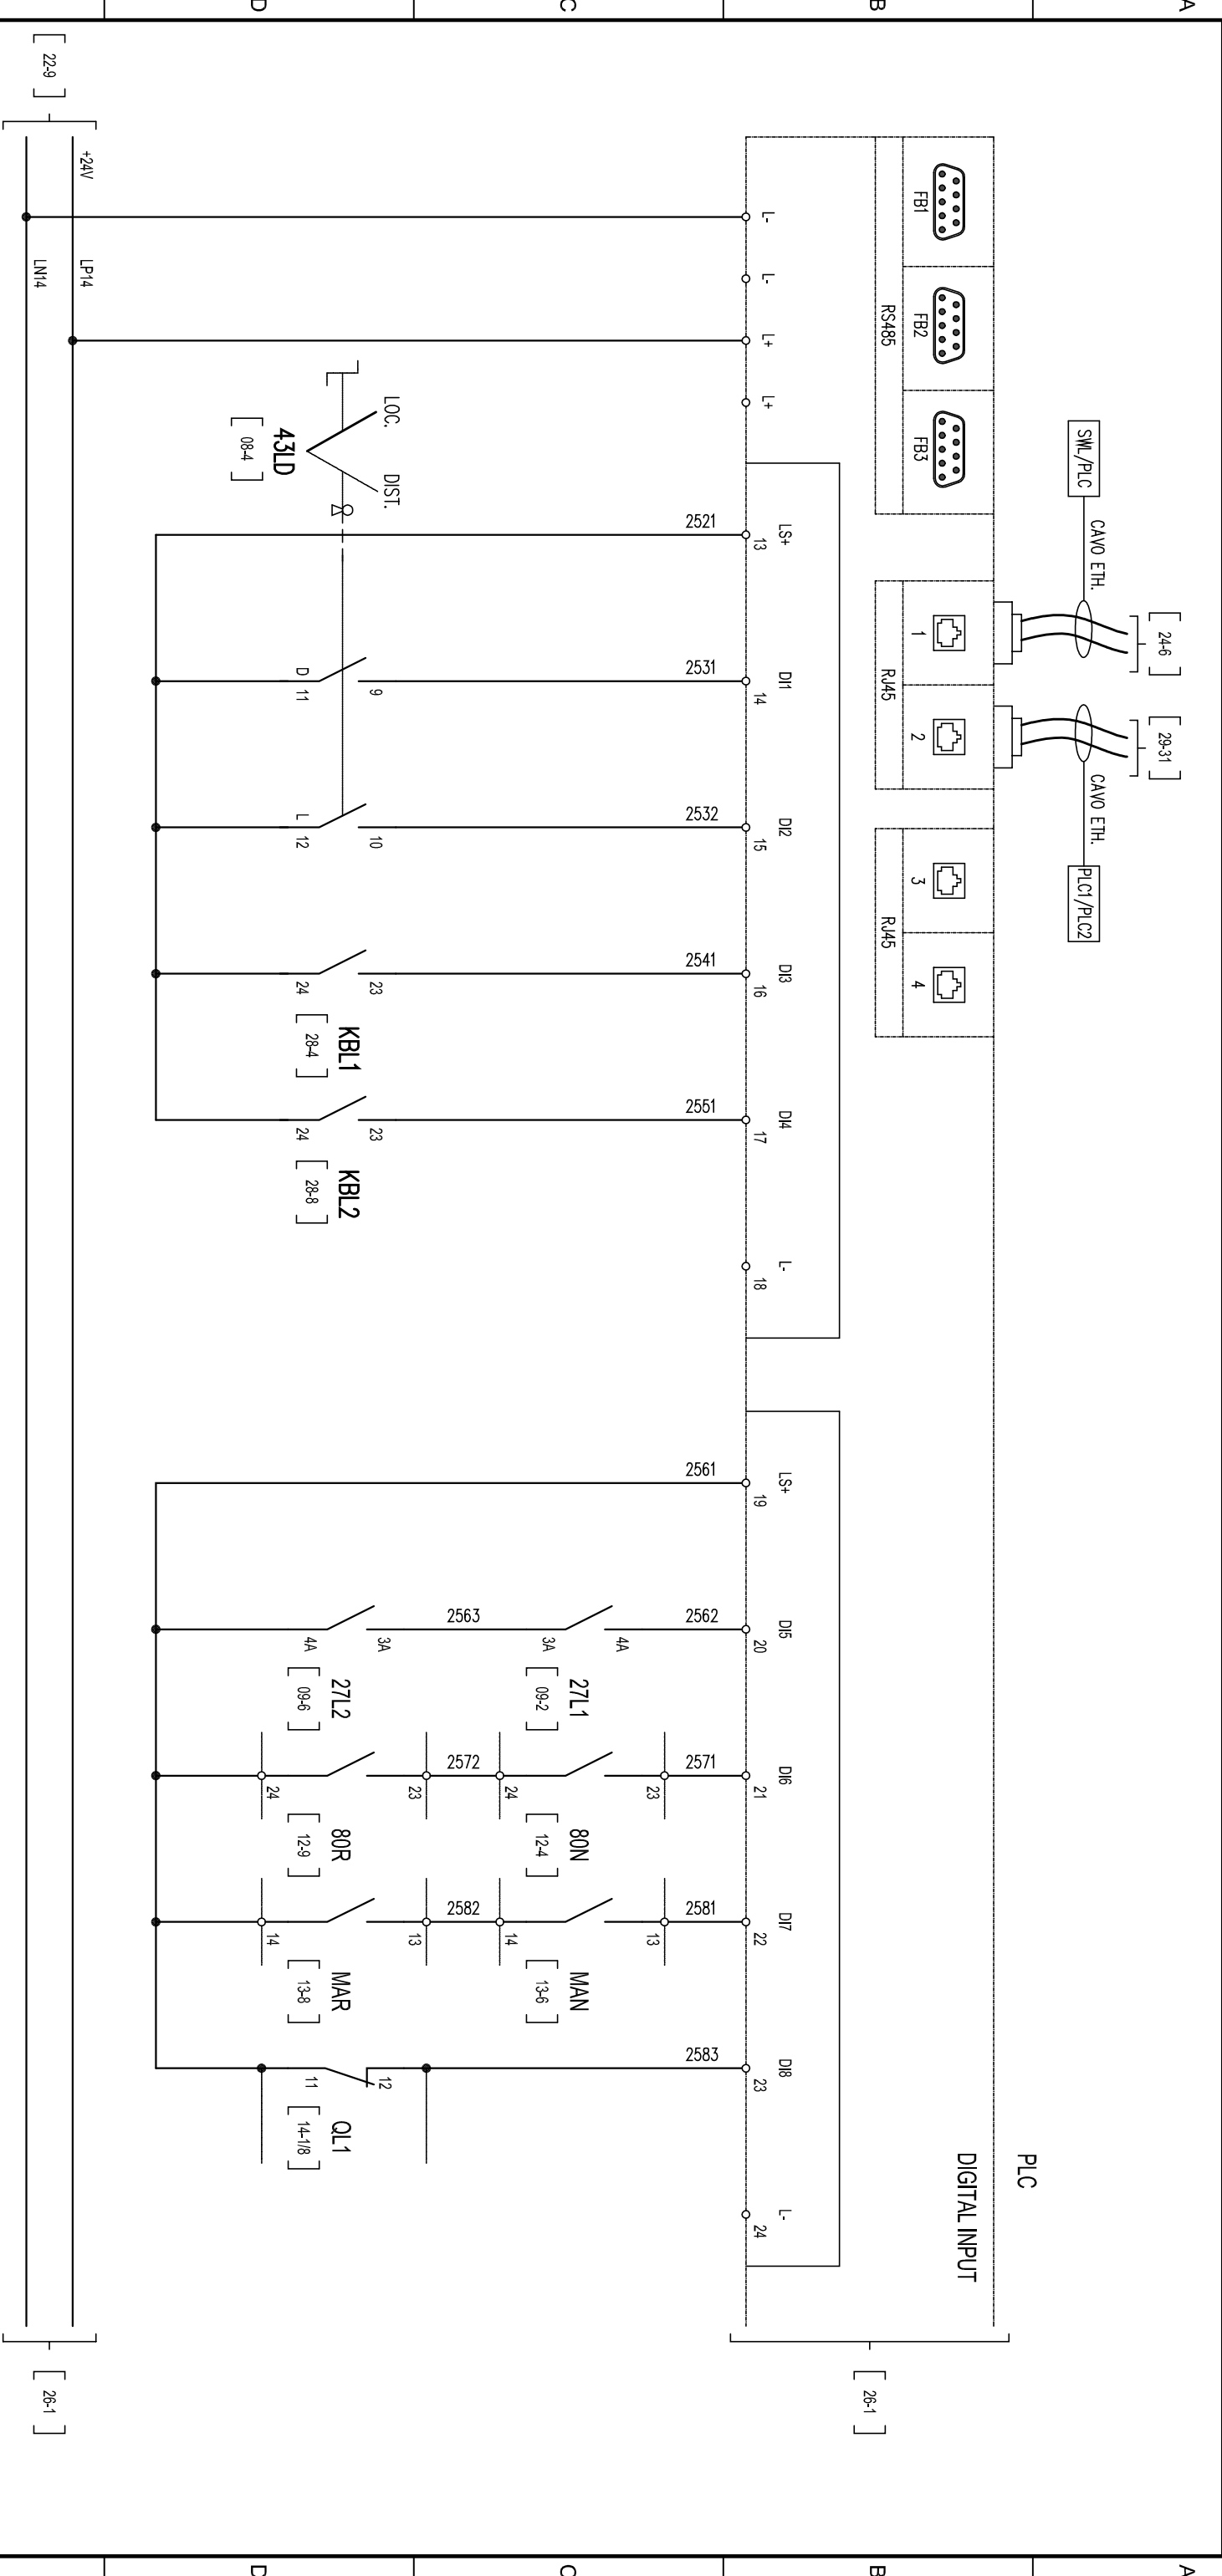 A
B
C
D
24-6
29-31
SWL/PLC
CAVO ETH.
CAVO ETH.
PLC1/PLC2
PLC
DIGITAL INPUT
FB1
FB2
FB3
RS485
1
2
RJ45
3
4
RJ45
26-1
L-
L-
L+
L+
LS+
13
DI1
14
DI2
15
DI3
16
DI4
17
L-
18
LS+
19
DI5
20
DI6
21
DI7
22
DI8
23
L-
24
2521
2531
2532
2541
2551
2561
2562
2571
2581
2583
4A
23
13
27L1
80N
MAN
3A
24
14
09-2
12-4
13-6
2563
2572
2582
LOC.
DIST.
43LD
08-4
9
10
23
23
3A
23
13
12
KBL1
KBL2
27L2
80R
MAR
QL1
D
11
L
12
24
24
4A
24
14
11
28-4
28-8
09-6
12-9
13-8
14-1/8
22-9
+24V
LP14
LN14
26-1
A
B
C
D